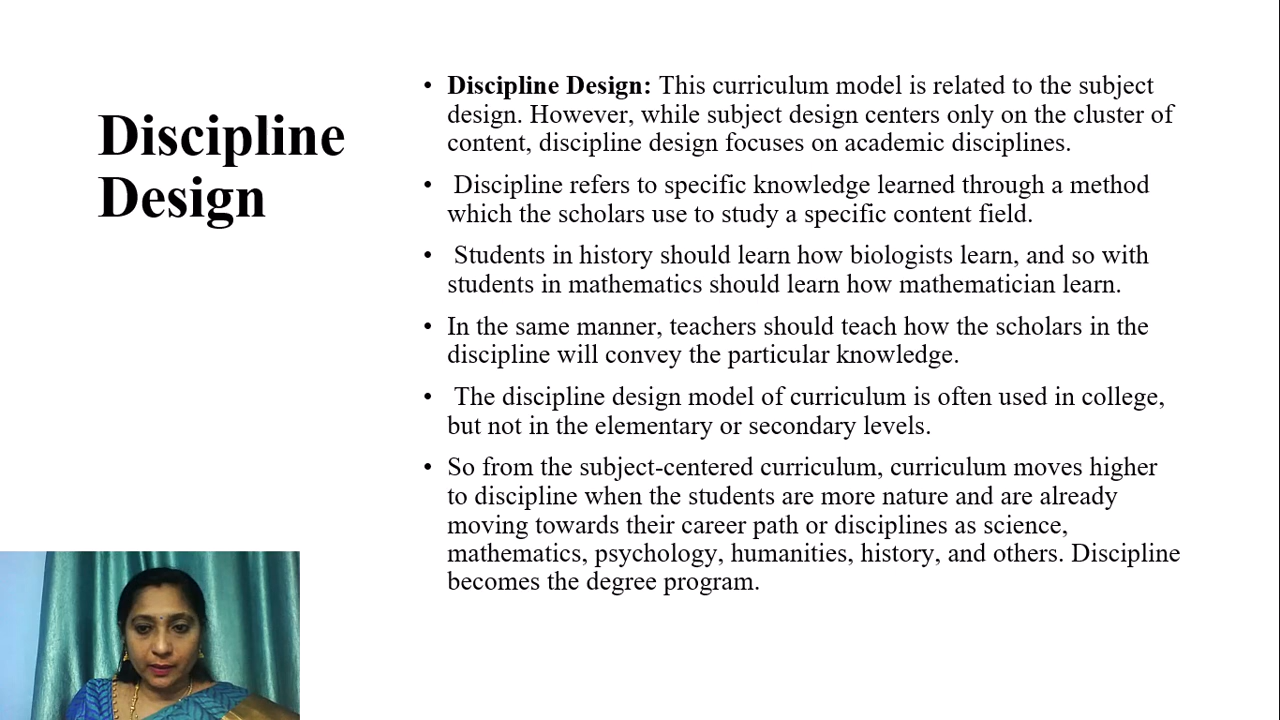 Discipline
Design
• Discipline Design: This curriculum model is related to the subject
design. However, while subject design centers only on the cluster of
content, discipline design focuses on academic disciplines.
• Discipline refers to specific knowledge learned through a method
which the scholars use to study a specific content field.
• Students in history should learn how biologists learn, and so with
students in mathematics should learn how mathematician learn.
• In the same manner, teachers should teach how the scholars in the
discipline will convey the particular knowledge.
• The discipline design model of curriculum is often used in college,
but not in the elementary or secondary levels.
• So from the subject-centered curriculum, curriculum moves higher
to discipline when the students are more nature and are already
moving towards their career path or disciplines as science,
mathematics, psychology, humanities, history, and others. Discipline
becomes the degree program.